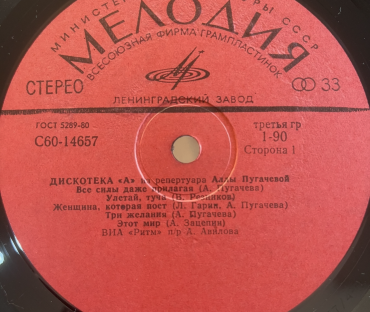 МИНИСТЕ УРЫ СССР
МЕЛОДИЯ
ВСЕСОЮЗНАЯ ФИРМА ГРАМПЛАСТИНОК
СТЕРЕО
33
ЛЕНИНГРАДСКИЙ ЗАВОД
ГОСТ 5289-80
третья гр
С60-14657
1-90
Сторона 1
ДИСКОТЕКА «А» из репертуара Аллы Пугачевой
Все силы даже прилагая (А. Пугачева)
Улетай, туча (В. Резников)
Женщина, которая поет (Л. Гарин, А. Пугачева)
Три желания (А. Пугачева)
Этот мир (А. Зацепин)
ВИА «Ритм» п/р А. Авилова